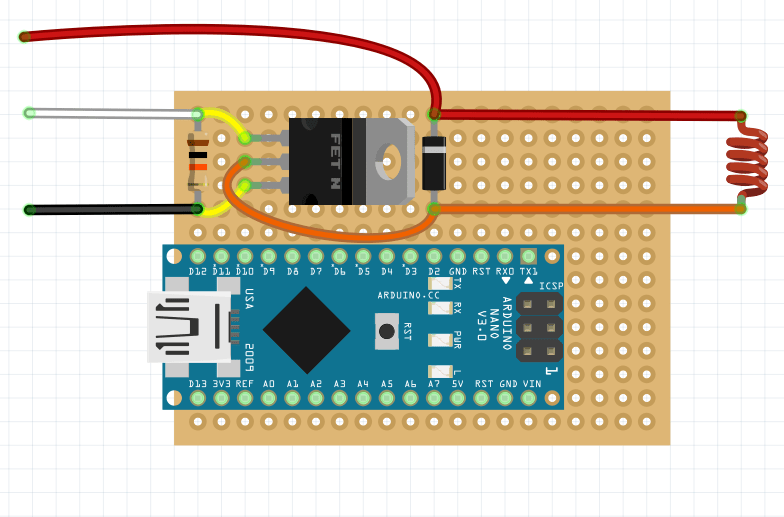 FET N
D12 D11 D10 D9 D8 D7 D6 D5 D4 D3 D2 GND RST RX0 TX1
TX
RX
PWR
L
ARDUINO.CC
RST
ARDUINO
NANO
V3.0
ICSP
1
USA
2009
D13 3V3 REF A0 A1 A2 A3 A4 A5 A6 A7 5V RST GND VIN